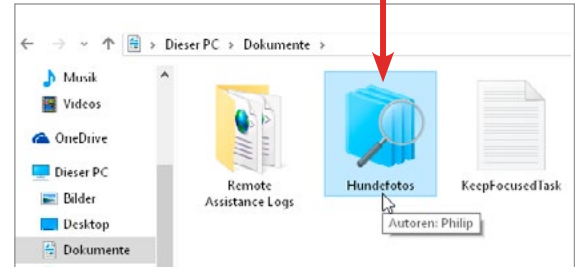 Dieser PC > Dokumente >
Musik
Videos
OneDrive
Dieser PC
Bilder
Desktop
Dokumente
Remote
Assistance Logs
Hundefotos
KeepFocusedTask
Autoren: Philip